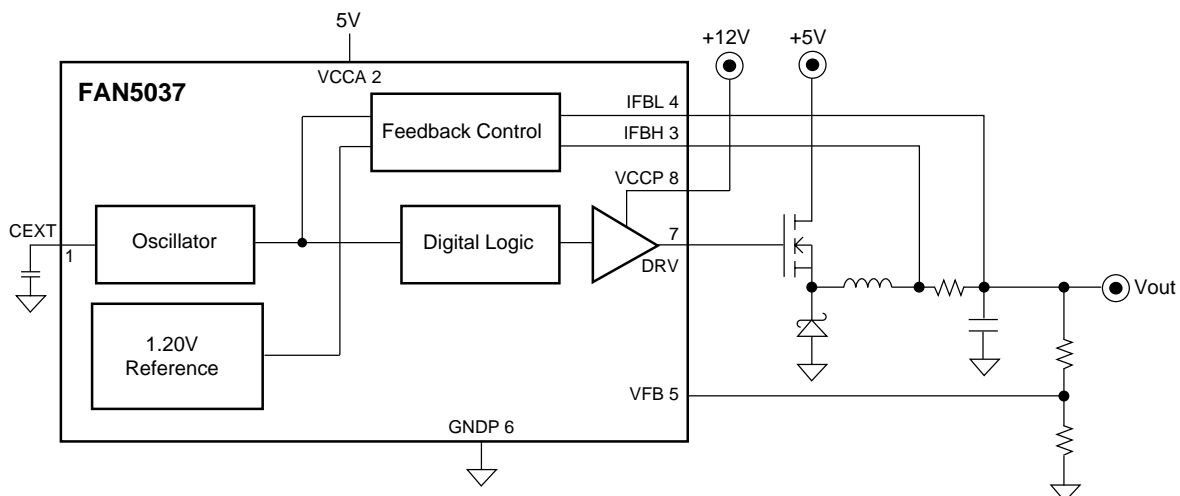 5V
+12V
+5V
VCCA 2
FAN5037
IFBL 4
Feedback Control
IFBH 3
VCCP 8
CEXT
1
Oscillator
Digital Logic
7
DRV
Vout
1.20V
Reference
VFB 5
GNDP 6